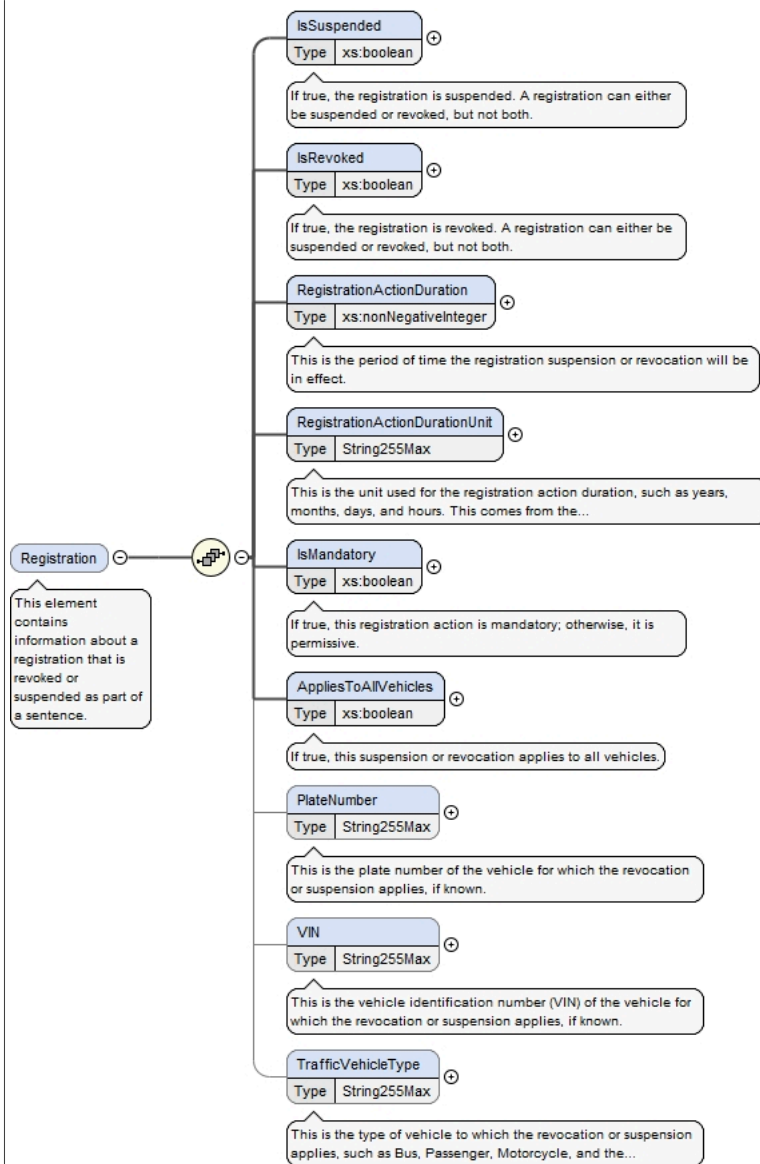 IsSuspended
Type xs:boolean
If true, the registration is suspended. A registration can either
be suspended or revoked, but not both.
IsRevoked
Type xs:boolean
If true, the registration is revoked. A registration can either be
suspended or revoked, but not both.
RegistrationActionDuration
Type xs:nonNegativeInteger
This is the period of time the registration suspension or revocation will be
in effect.
RegistrationActionDurationUnit
Type String255Max
This is the unit used for the registration action duration, such as years,
months, days, and hours. This comes from the...
Registration
This element
contains
information about a
registration that is
revoked or
suspended as part of
a sentence.
IsMandatory
Type xs:boolean
If true, this registration action is mandatory; otherwise, it is
permissive.
AppliesToAllVehicles
Type xs:boolean
If true, this suspension or revocation applies to all vehicles.
PlateNumber
Type String255Max
This is the plate number of the vehicle for which the revocation
or suspension applies, if known.
VIN
Type String255Max
This is the vehicle identification number (VIN) of the vehicle for
which the revocation or suspension applies, if known.
TrafficVehicleType
Type String255Max
This is the type of vehicle to which the revocation or suspension
applies, such as Bus, Passenger, Motorcycle, and the...